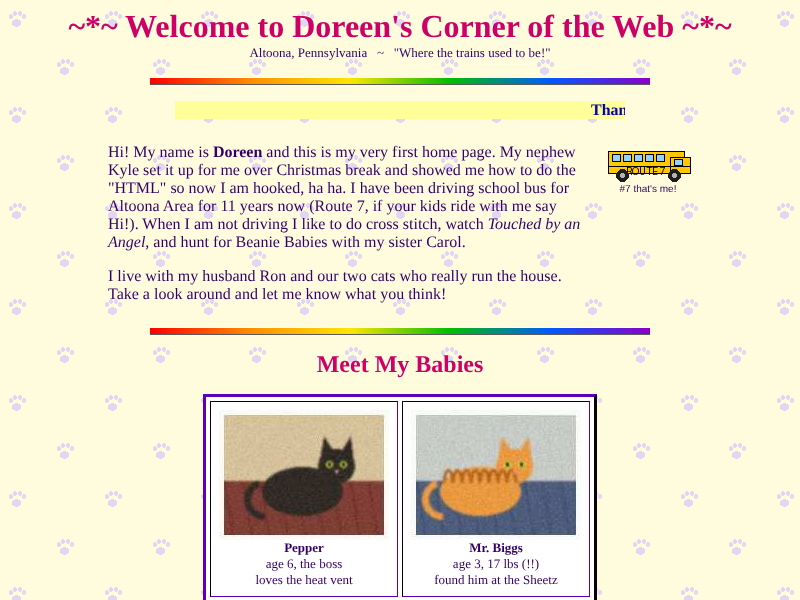 ~*~ Welcome to Doreen's Corner of the Web ~*~
Altoona, Pennsylvania ~ "Where the trains used to be!"
Hi! My name is Doreen and this is my very first home page. My nephew
Kyle set it up for me over Christmas break and showed me how to do the
"HTML" so now I am hooked, ha ha. I have been driving school bus for
Altoona Area for 11 years now (Route 7, if your kids ride with me say
Hi!). When I am not driving I like to do cross stitch, watch Touched by an
Angel, and hunt for Beanie Babies with my sister Carol.
ROUTE 7
#7 that's me!
I live with my husband Ron and our two cats who really run the house.
Take a look around and let me know what you think!
Meet My Babies
Pepper
age 6, the boss
loves the heat vent
Mr. Biggs
age 3, 17 lbs (!!)
found him at the Sheetz